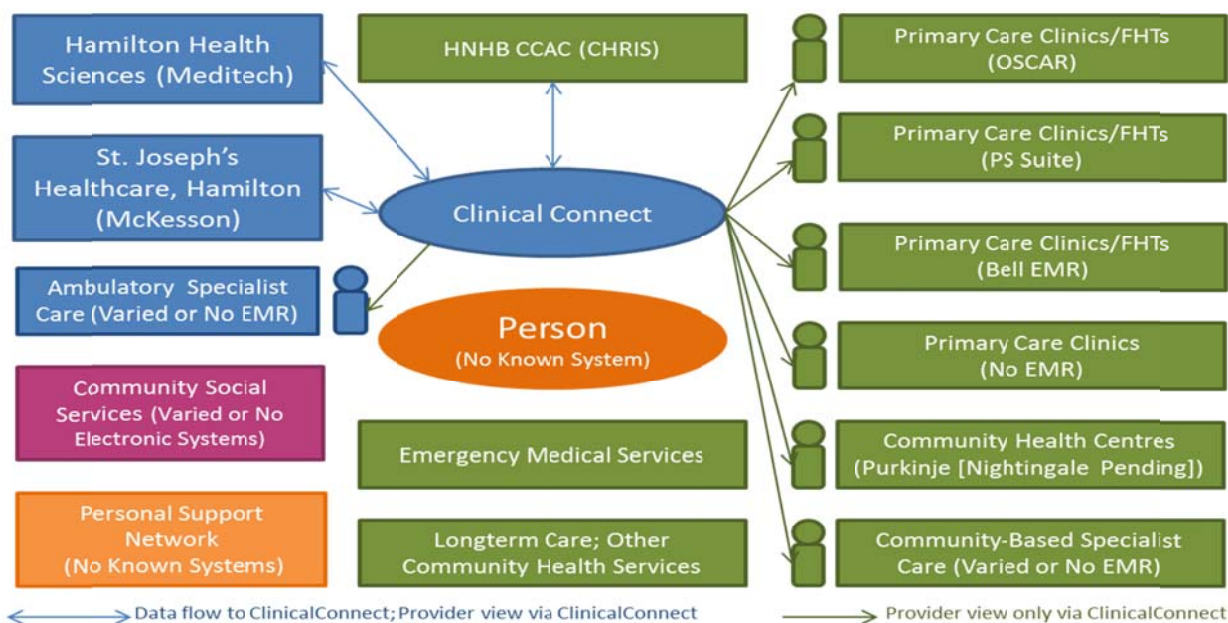 Hamilton Health
Sciences (Meditech)
HNHB CCAC (CHRIS)
Primary Care Clinics/FHTs
(OSCAR)
St. Joseph's
Healthcare, Hamilton
(McKesson)
Clinical Connect
Primary Care Clinics/FHTs
(PS Suite)
Ambulatory Specialist
Care (Varied or No EMR)
Person
(No Known System)
Primary Care Clinics/FHTs
(Bell EMR)
Primary Care Clinics
(No EMR)
Community Social
Services (Varied or No
Electronic Systems)
Emergency Medical Services
Community Health Centres
(Purkinje [Nightingale Pending])
Personal Support
Network
(No Known Systems)
Longterm Care; Other
Community Health Services
Community-Based Specialist
Care (Varied or No EMR)
Data flow to ClinicalConnect; Provider view via ClinicalConnect
Provider view only via ClinicalConnect